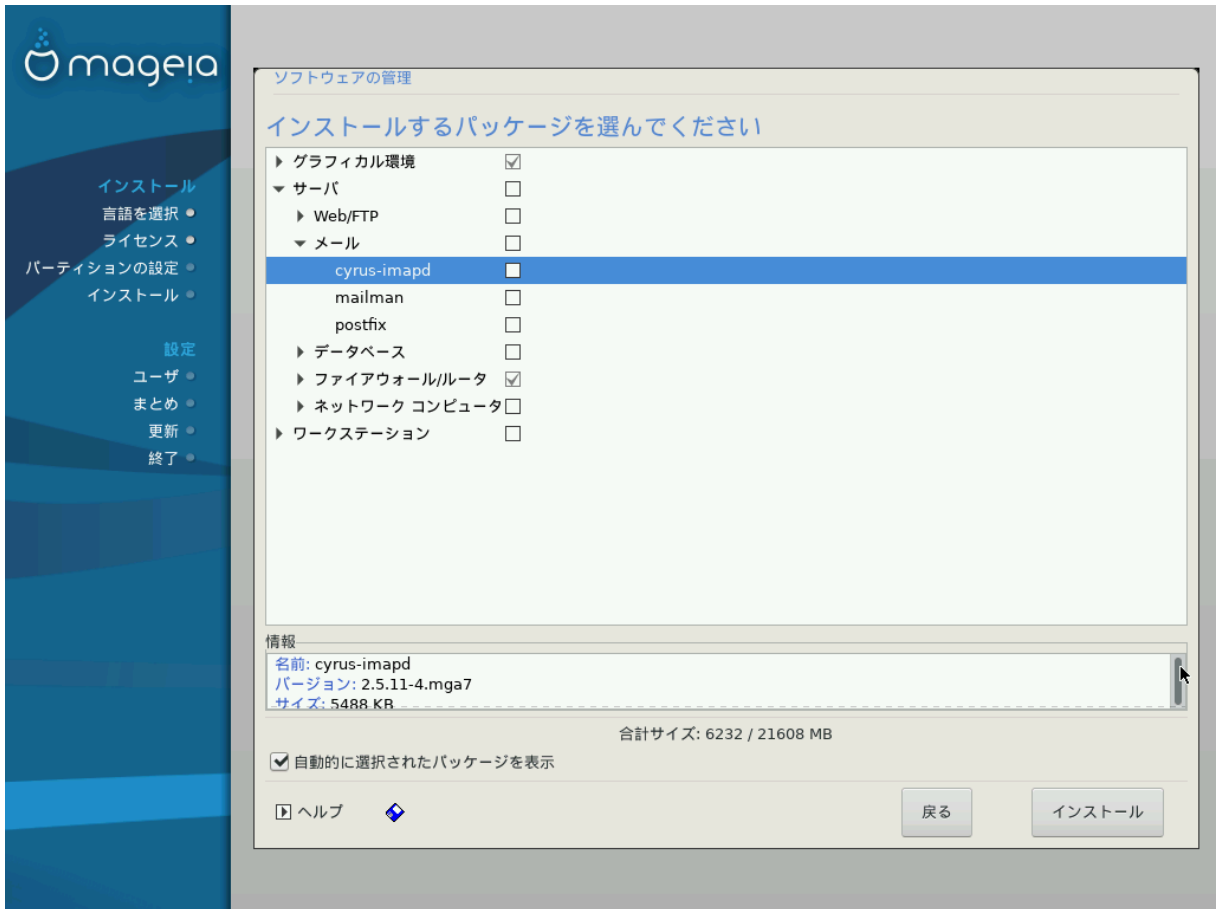 mageia
インストール
言語を選択
ライセンス
パーティションの設定
インストール
設定
ユーザ
まとめ
更新
終了
ソフトウェアの管理
インストールするパッケージを選んでください
グラフィカル環境
サーバ
Web/FTP
メール
cyrus-imapd
mailman
postfix
データベース
ファイアウォール/ルータ
ネットワーク コンピュータ
ワークステーション
情報
名前: cyrus-imapd
バージョン: 2.5.11-4.mga7
サイズ: 5488 KB
合計サイズ: 6232 / 21608 MB
自動的に選択されたパッケージを表示
ヘルプ
戻る
インストール